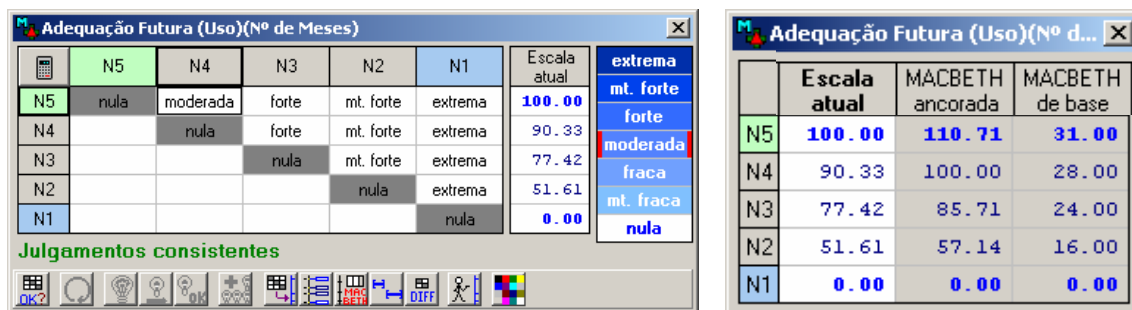 Adequação Futura (Uso)(Nº de Meses)
N5 N4 N3 N2 N1 Escala atual
N5 nula moderada forte mt. forte extrema 100.00
N4 nula forte mt. forte extrema 90.33
N3 nula mt. forte extrema 77.42
N2 nula extrema 51.61
N1 nula 0.00
extrema
mt. forte
forte
moderada
fraca
mt. fraca
nula
Julgamentos consistentes
OK?
OK
MAC
BETH
DIFF
Adequação Futura (Uso)(Nº d...
Escala atual MACBETH ancorada MACBETH de base
N5 100.00 110.71 31.00
N4 90.33 100.00 28.00
N3 77.42 85.71 24.00
N2 51.61 57.14 16.00
N1 0.00 0.00 0.00